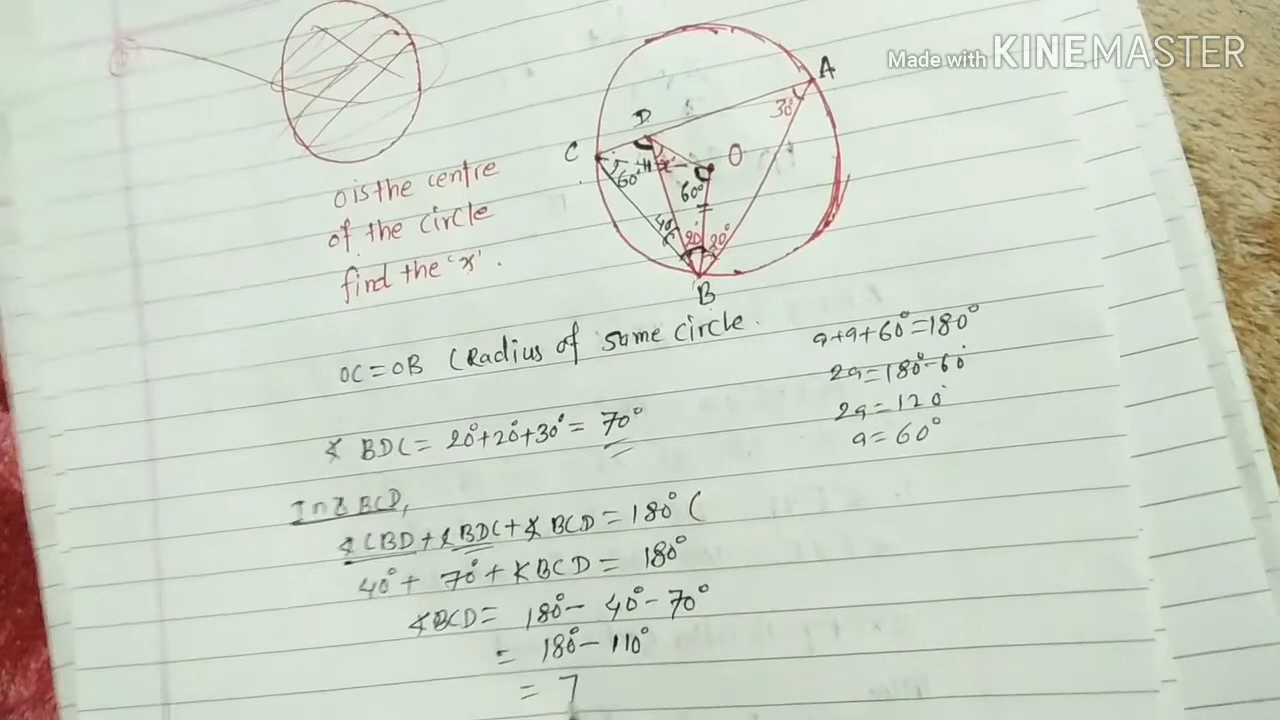 Made with KINEMASTER
o is the centre
of the circle
find the 'x'.
A
30°
D
C
O
60°
x°
60°
40°
20° 20°
B
OC = OB (Radius of same circle.
a+a+60°=180°
2a=180°-60°
2a=120°
a=60°
∡ BDC = 20°+20°+30° = 70°
BCD,
∡CBD + ∡BDC + ∡BCD = 180° (
40° + 70° + ∡BCD = 180°
∡BCD = 180° - 40° - 70°
= 180° - 110°
= 7